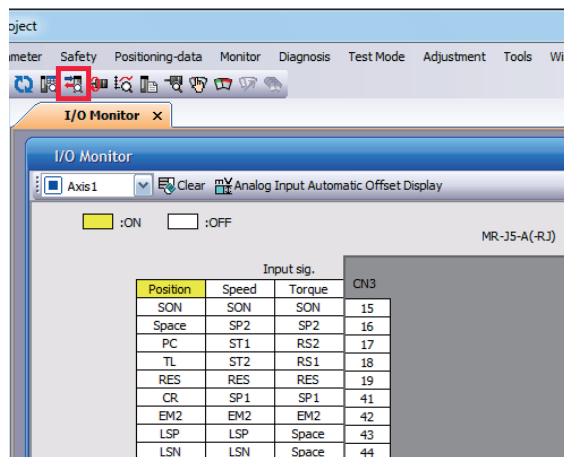 oject
ameter Safety Positioning-data Monitor Diagnosis Test Mode Adjustment Tools Wi
I/O Monitor x
I/O Monitor
Axis1 Clear Analog Input Automatic Offset Display
:ON :OFF
MR-J5-A(-RJ)
Input sig.
CN3
Position Speed Torque
SON SON SON 15
Space SP2 SP2 16
PC ST1 RS2 17
TL ST2 RS1 18
RES RES RES 19
CR SP1 SP1 41
EM2 EM2 EM2 42
LSP LSP Space 43
LSN LSN Space 44